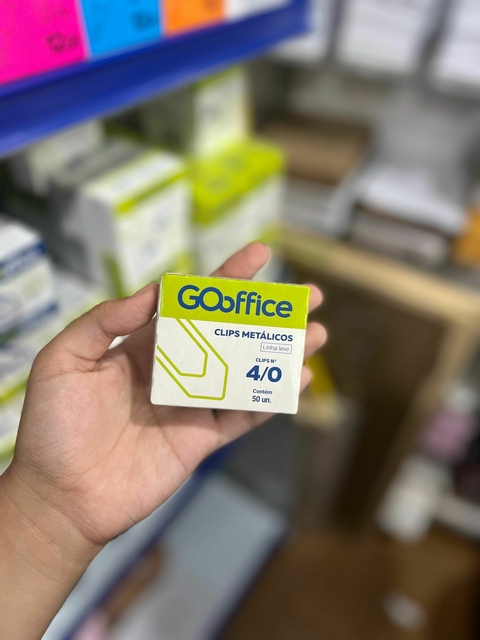 GOoffice
CLIPS METÁLICOS
Linha leve
CLIPS Nº
4/0
Contém
50 un.